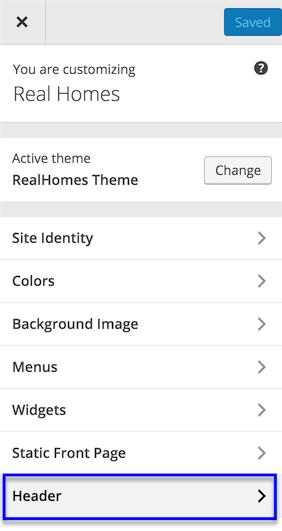 Saved
You are customizing
Real Homes
Active theme
RealHomes Theme
Change
Site Identity
Colors
Background Image
Menus
Widgets
Static Front Page
Header